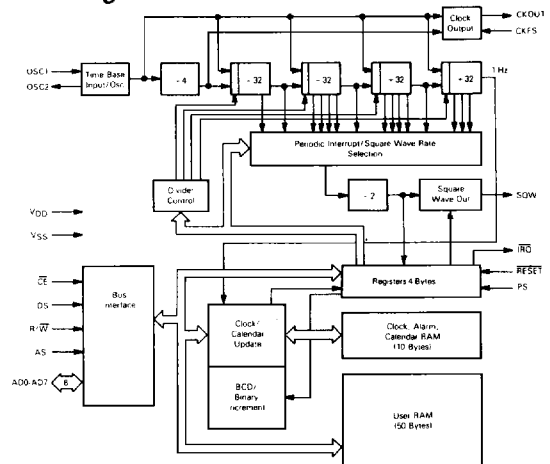 CKOUT
Clock
Output
CKFS
OSC1
OSC2
Time Base
Input/Osc.
÷ 4
÷ 32
÷ 32
÷ 32
÷ 32
1 Hz
Periodic Interrupt/Square Wave Rate
Selection
Divider
Control
÷ 2
Square
Wave Out
SQW
VDD
VSS
IRQ
RESET
PS
Registers 4 Bytes
CE
DS
R/W
AS
AD0-AD7
8
Bus
Interface
Clock/
Calendar
Update
BCD/
Binary
Increment
Clock, Alarm,
Calendar RAM
(10 Bytes)
User RAM
(50 Bytes)